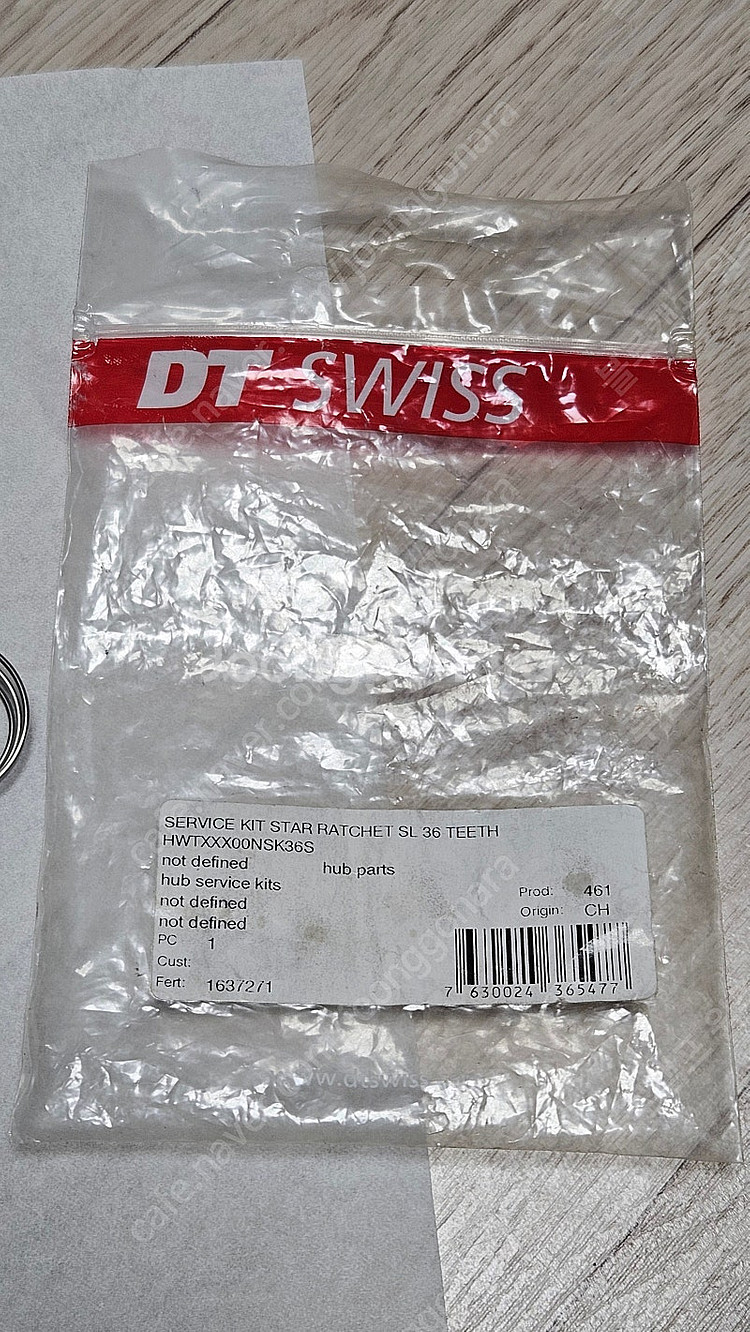 DT SWISS
SERVICE KIT STAR RATCHET SL 36 TEETH
HWTXXX00NSK36S
not defined hub parts
hub service kits
not defined
not defined
Prod: 461
Origin: CH
PC 1
Cust:
Fert: 1637271
7 630024 365477
www.dtswiss